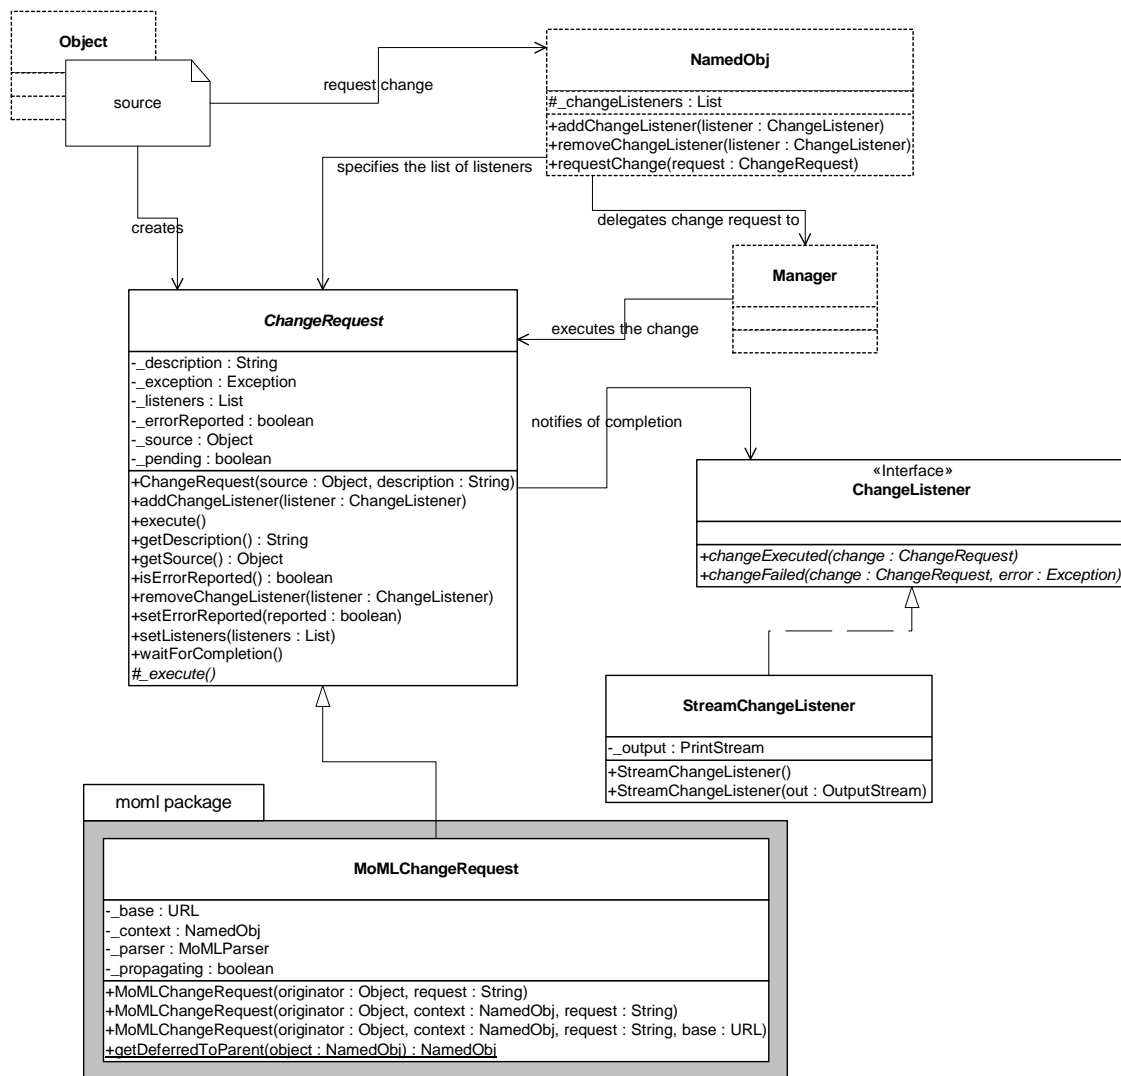 Object
source
request change
NamedObj
#_changeListeners : List
+addChangeListener(listener : ChangeListener)
+removeChangeListener(listener : ChangeListener)
+requestChange(request : ChangeRequest)
specifies the list of listeners
creates
delegates change request to
Manager
executes the change
ChangeRequest
-_description : String
-_exception : Exception
-_listeners : List
-_errorReported : boolean
-_source : Object
-_pending : boolean
+ChangeRequest(source : Object, description : String)
+addChangeListener(listener : ChangeListener)
+execute()
+getDescription() : String
+getSource() : Object
+isErrorReported() : boolean
+removeChangeListener(listener : ChangeListener)
+setErrorReported(reported : boolean)
+setListeners(listeners : List)
+waitForCompletion()
#_execute()
notifies of completion
«Interface»
ChangeListener
+changeExecuted(change : ChangeRequest)
+changeFailed(change : ChangeRequest, error : Exception)
StreamChangeListener
-_output : PrintStream
+StreamChangeListener()
+StreamChangeListener(out : OutputStream)
moml package
MoMLChangeRequest
-_base : URL
-_context : NamedObj
-_parser : MoMLParser
-_propagating : boolean
+MoMLChangeRequest(originator : Object, request : String)
+MoMLChangeRequest(originator : Object, context : NamedObj, request : String)
+MoMLChangeRequest(originator : Object, context : NamedObj, request : String, base : URL)
+getDeferredToParent(object : NamedObj) : NamedObj